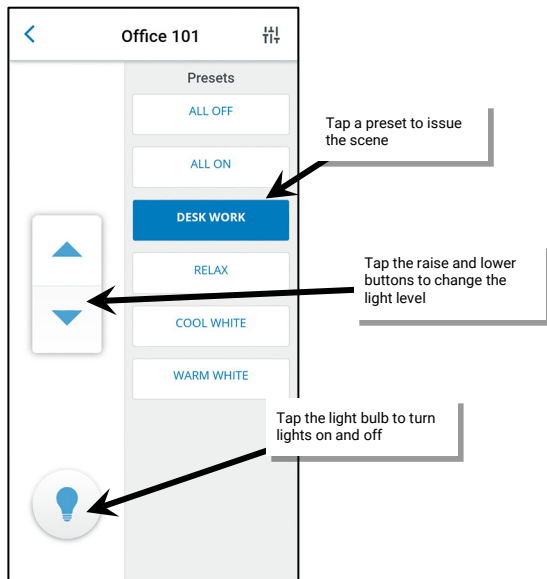 Office 101
Presets
ALL OFF
Tap a preset to issue
the scene
ALL ON
DESK WORK
RELAX
Tap the raise and lower
buttons to change the
light level
COOL WHITE
WARM WHITE
Tap the light bulb to turn
lights on and off